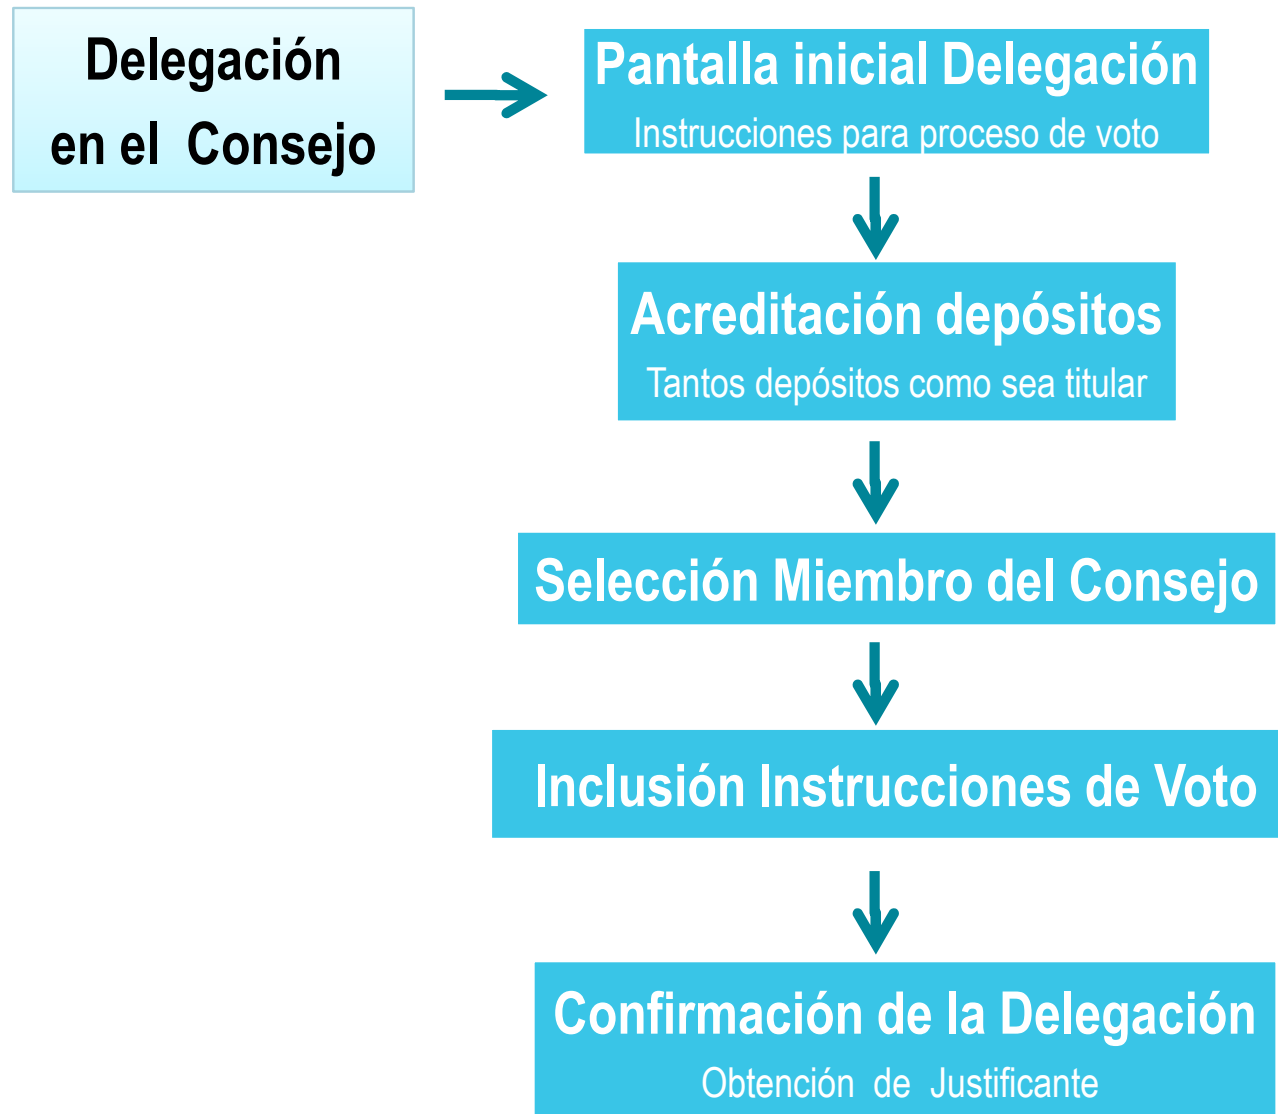 Delegación
en el Consejo
Pantalla inicial Delegación
Instrucciones para proceso de voto
Acreditación depósitos
Tantos depósitos como sea titular
Selección Miembro del Consejo
Inclusión Instrucciones de Voto
Confirmación de la Delegación
Obtención de Justificante